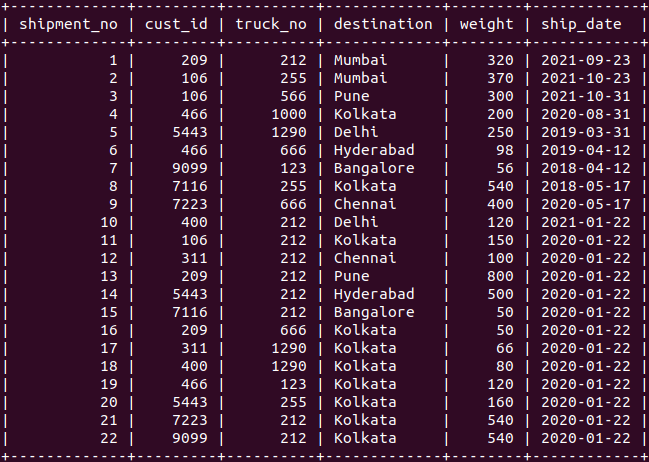 +-------------+---------+----------+-------------+--------+------------+
| shipment_no | cust_id | truck_no | destination | weight | ship_date  |
+-------------+---------+----------+-------------+--------+------------+
|           1 |     209 |      212 | Mumbai      |    320 | 2021-09-23 |
|           2 |     106 |      255 | Mumbai      |    370 | 2021-10-23 |
|           3 |     106 |      566 | Pune        |    300 | 2021-10-31 |
|           4 |     466 |     1000 | Kolkata     |    200 | 2020-08-31 |
|           5 |    5443 |     1290 | Delhi       |    250 | 2019-03-31 |
|           6 |     466 |      666 | Hyderabad   |     98 | 2019-04-12 |
|           7 |    9099 |      123 | Bangalore   |     56 | 2018-04-12 |
|           8 |    7116 |      255 | Kolkata     |    540 | 2018-05-17 |
|           9 |    7223 |      666 | Chennai     |    400 | 2020-05-17 |
|          10 |     400 |      212 | Delhi       |    120 | 2021-01-22 |
|          11 |     106 |      212 | Kolkata     |    150 | 2020-01-22 |
|          12 |     311 |      212 | Chennai     |    100 | 2020-01-22 |
|          13 |     209 |      212 | Pune        |    800 | 2020-01-22 |
|          14 |    5443 |      212 | Hyderabad   |    500 | 2020-01-22 |
|          15 |    7116 |      212 | Bangalore   |     50 | 2020-01-22 |
|          16 |     209 |      666 | Kolkata     |     50 | 2020-01-22 |
|          17 |     311 |     1290 | Kolkata     |     66 | 2020-01-22 |
|          18 |     400 |     1290 | Kolkata     |     80 | 2020-01-22 |
|          19 |     466 |      123 | Kolkata     |    120 | 2020-01-22 |
|          20 |    5443 |      255 | Kolkata     |    160 | 2020-01-22 |
|          21 |    7223 |      212 | Kolkata     |    540 | 2020-01-22 |
|          22 |    9099 |      212 | Kolkata     |    540 | 2020-01-22 |
+-------------+---------+----------+-------------+--------+------------+